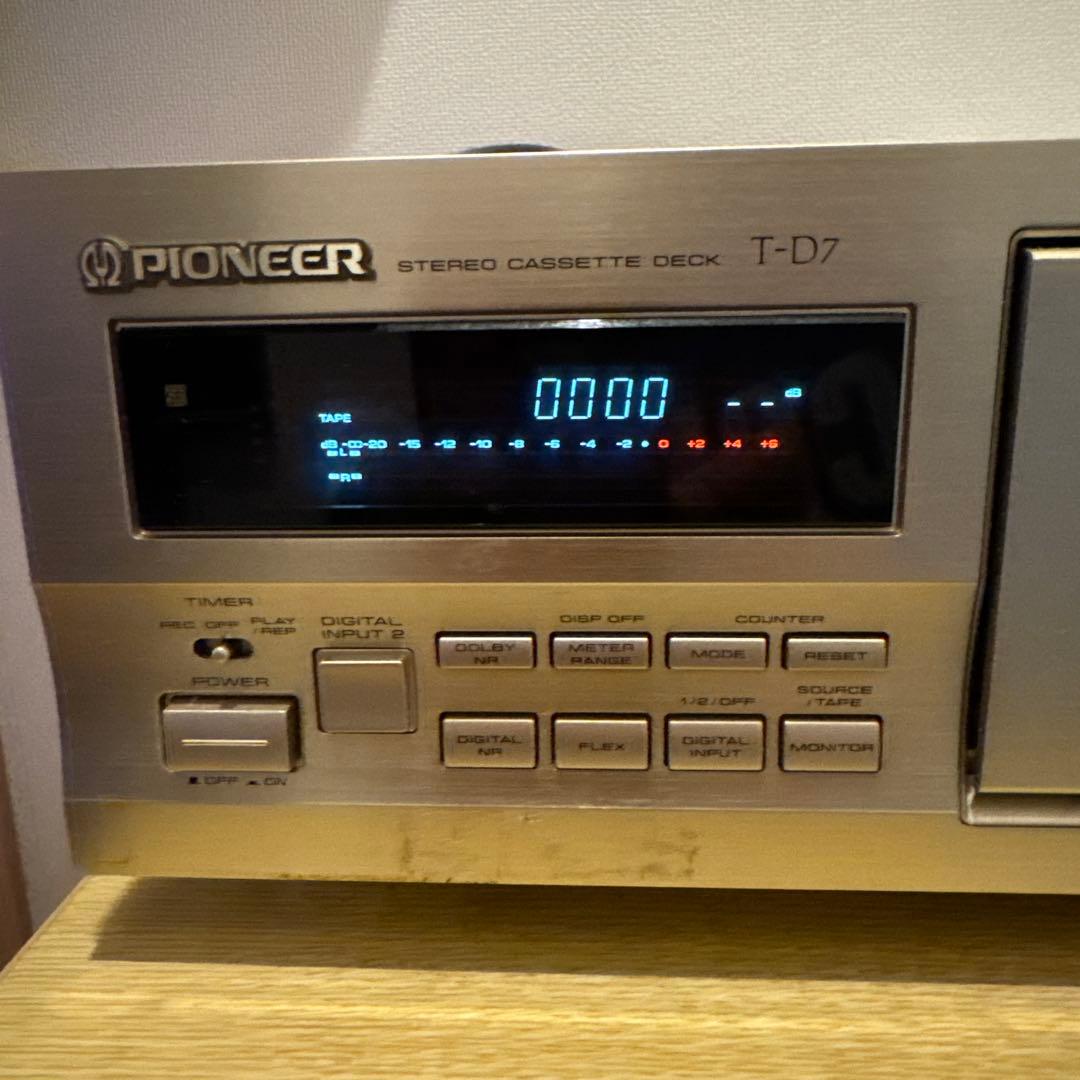 PIONEER STEREO CASSETTE DECK T-D7
0000 -- dB
TAPE
dB -∞ -20 -15 -12 -10 -8 -6 -4 -2 • 0 +2 +4 +6
L
R
TIMER
REC OFF PLAY
/REP
DIGITAL
INPUT 2
DISP OFF
COUNTER
DOLBY
NR
METER
RANGE
MODE
RESET
POWER
1/2/OFF
SOURCE
/TAPE
DIGITAL
NR
FLEX
DIGITAL
INPUT
MONITOR
OFF ON